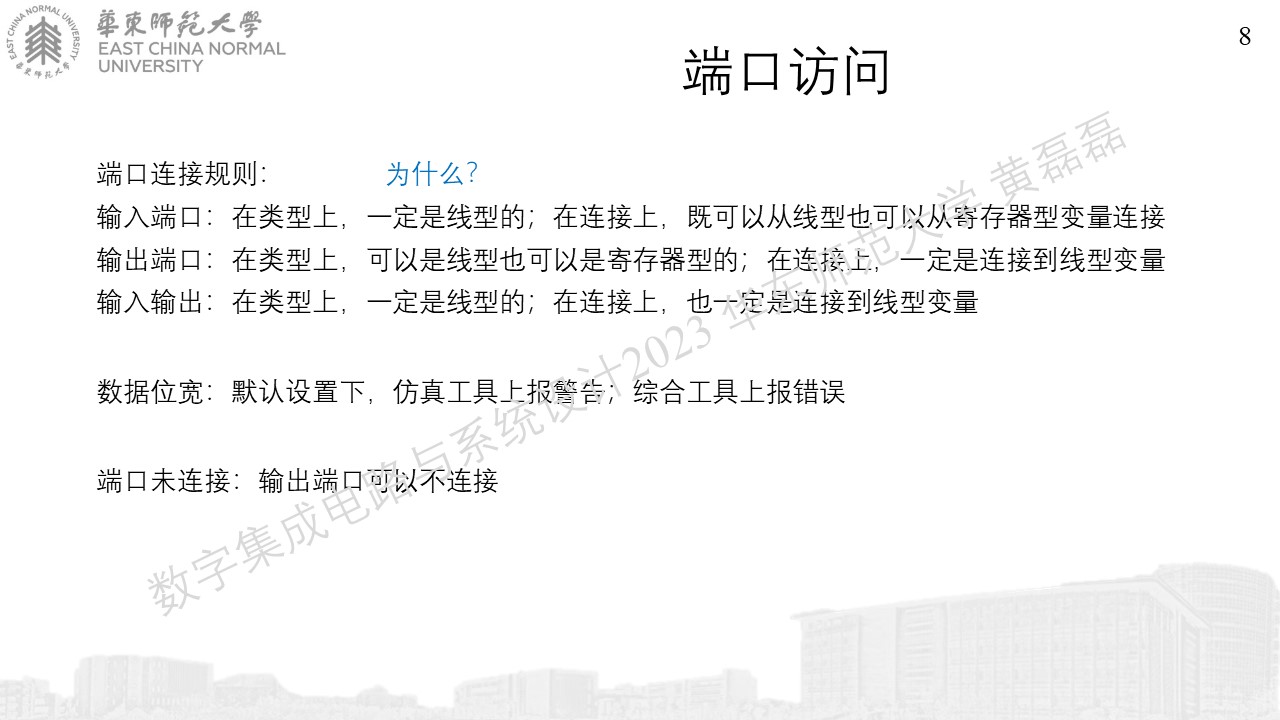 華東師范大學
EAST CHINA NORMAL
UNIVERSITY
EAST CHINA NORMAL UNIVERSITY
華東师范大学
8
端口访问
端口连接规则： 为什么？
输入端口：在类型上，一定是线型的；在连接上，既可以从线型也可以从寄存器型变量连接
输出端口：在类型上，可以是线型也可以是寄存器型的；在连接上，一定是连接到线型变量
输入输出：在类型上，一定是线型的；在连接上，也一定是连接到线型变量
数据位宽：默认设置下，仿真工具上报警告；综合工具上报错误
端口未连接：输出端口可以不连接
数字集成电路与系统设计2023 华东师范大学 黄磊磊